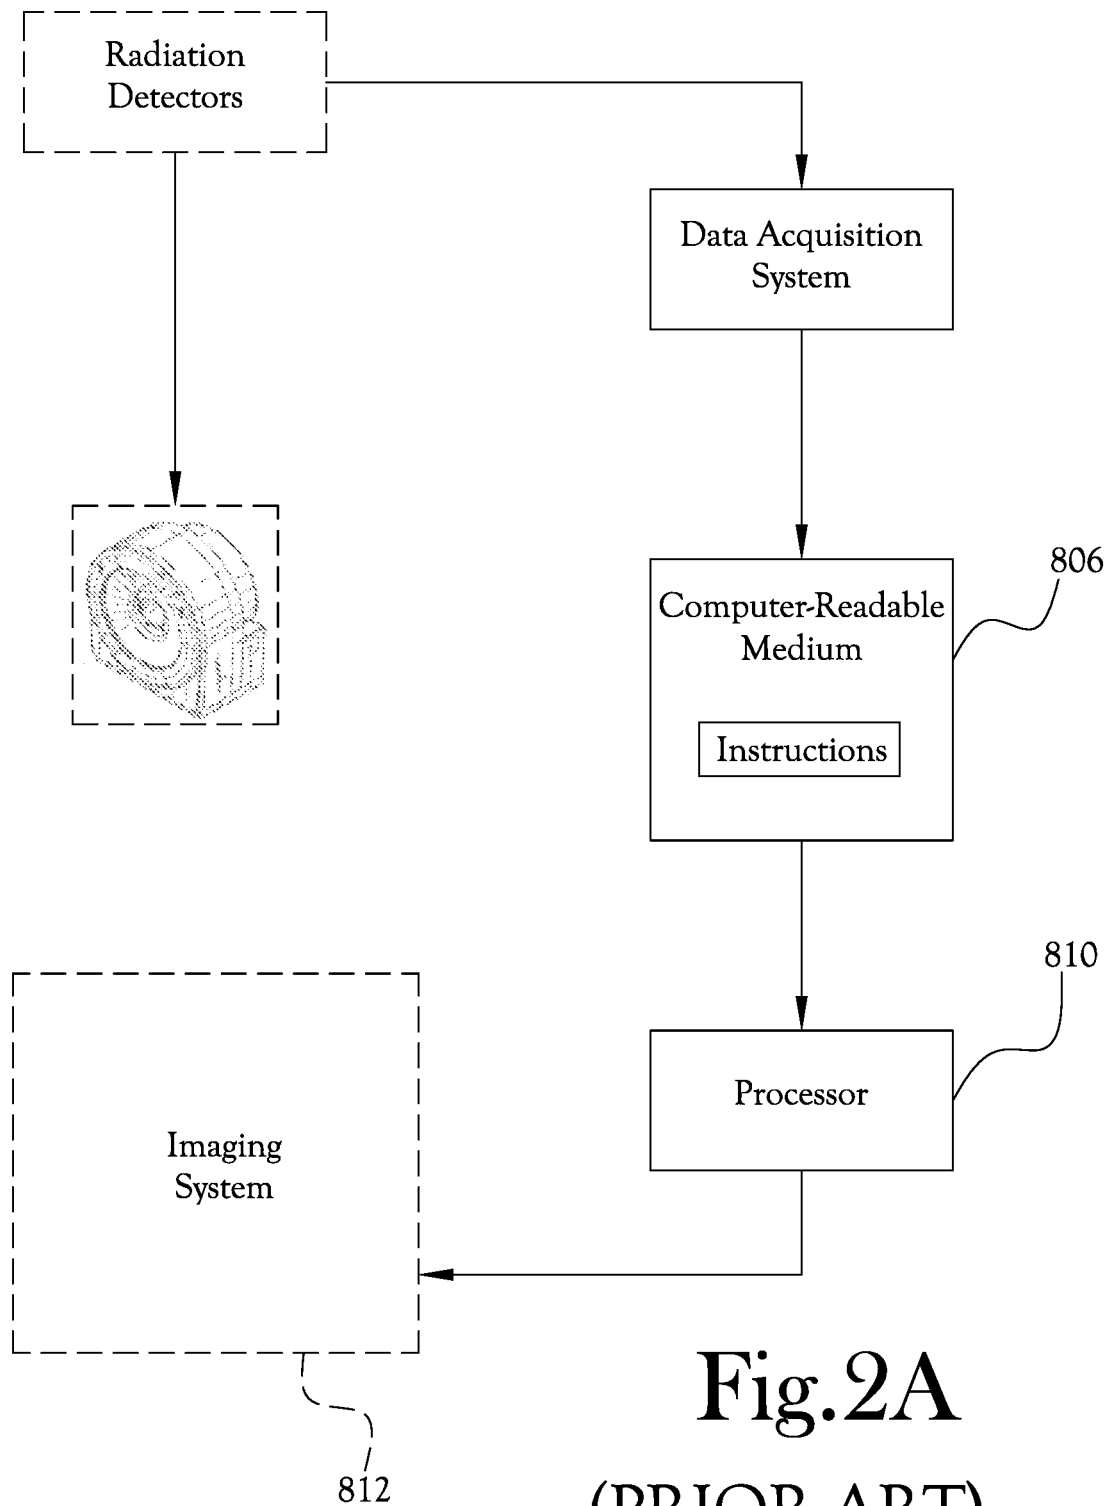 Radiation
Detectors
Data Acquisition
System
806
Computer-Readable
Medium
Instructions
810
Processor
Imaging
System
Fig.2A
812
(PRIOR ART)